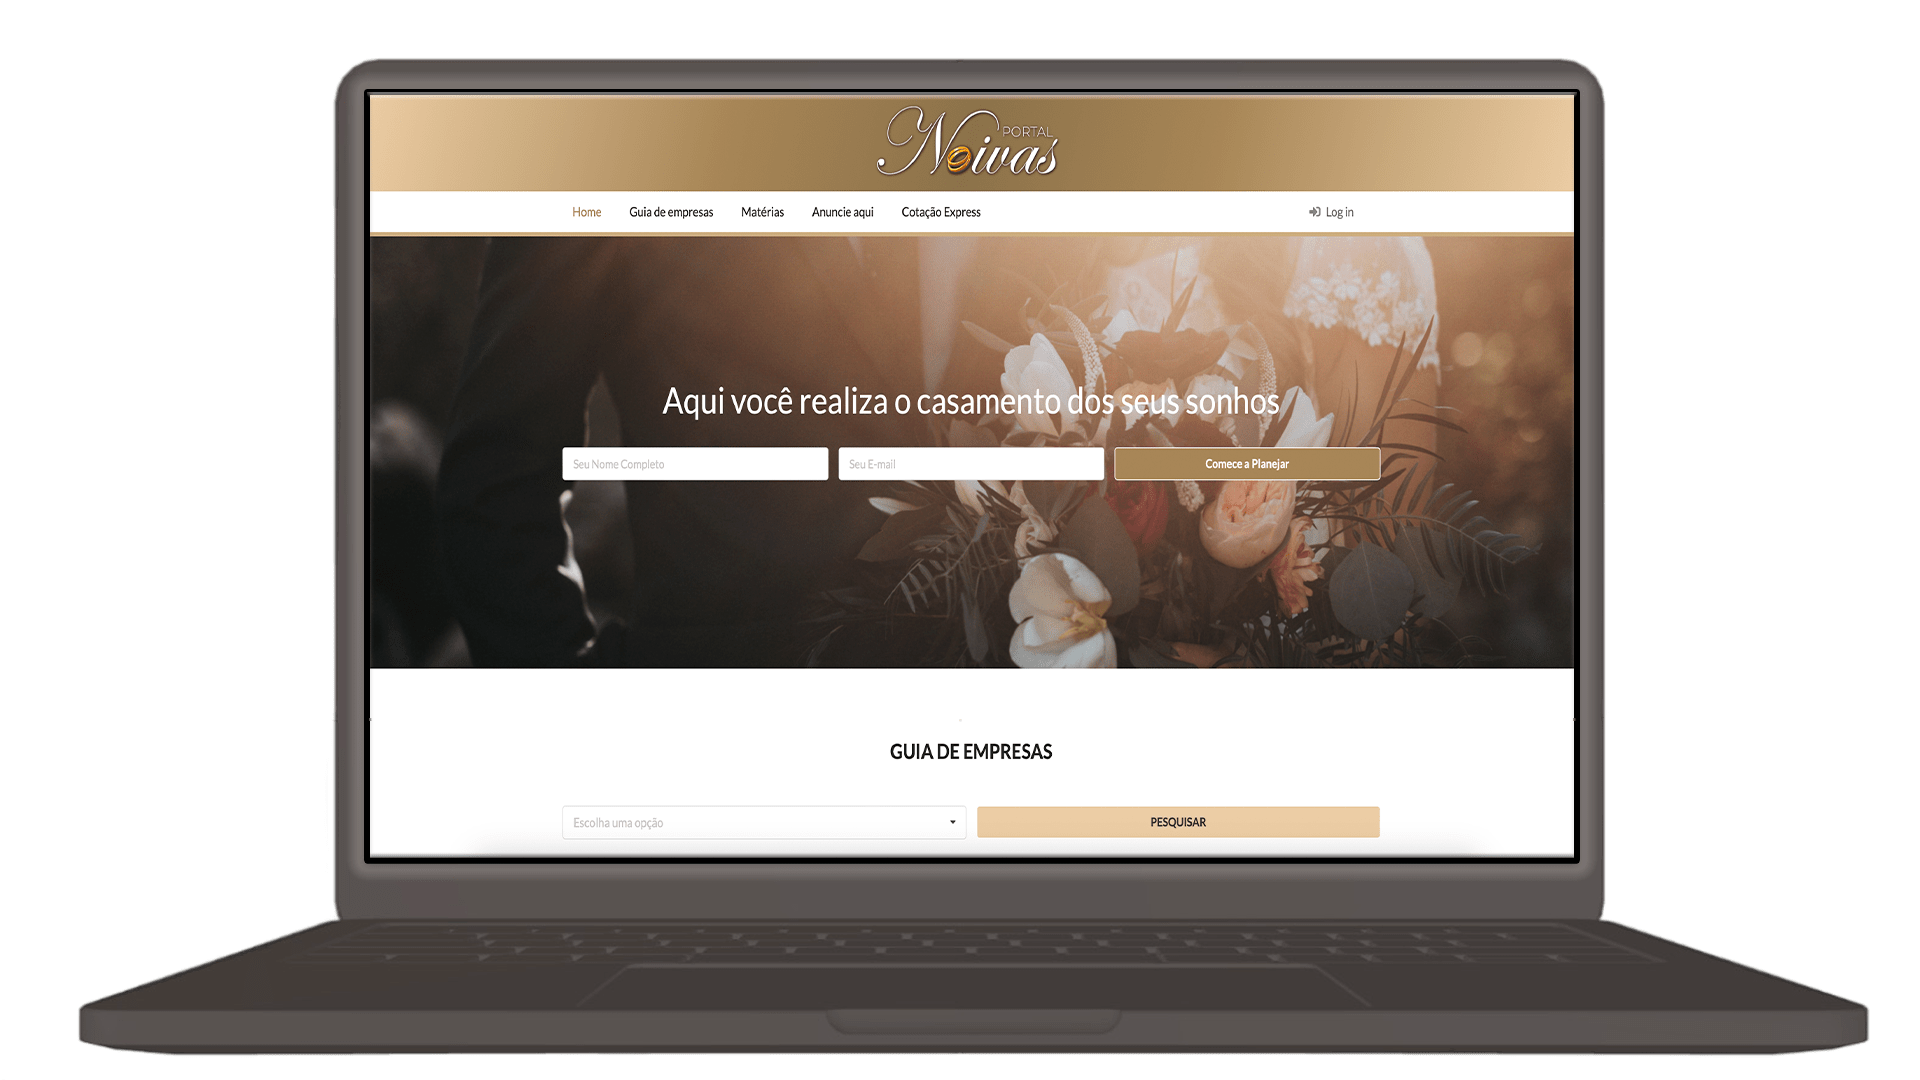 PORTAL
Noivas
Home Guia de empresas Matérias Anuncie aqui Cotação Express Log in
Aqui você realiza o casamento dos seus sonhos
Seu Nome Completo Seu E-mail Comece a Planejar
GUIA DE EMPRESAS
Escolha uma opção PESQUISAR